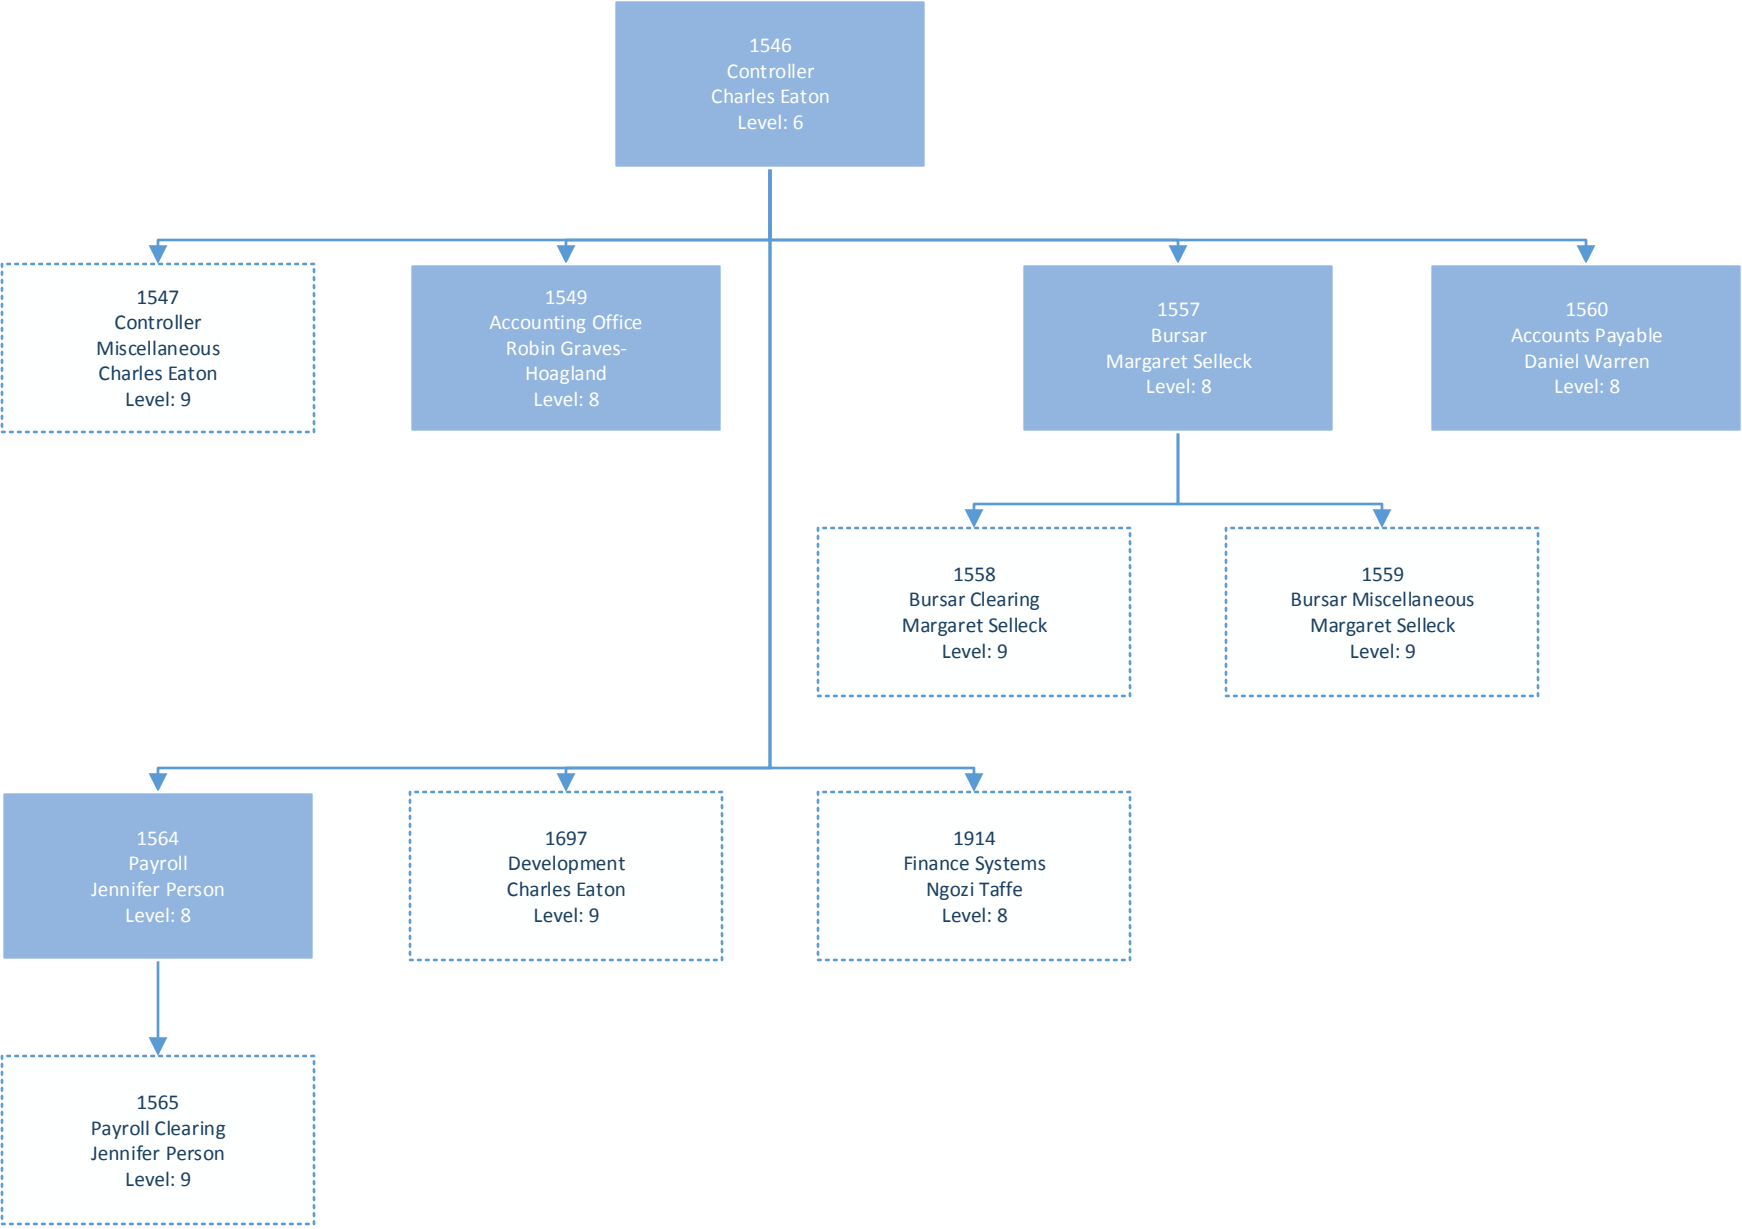 1546
Controller
Charles Eaton
Level: 6
1547
Controller
Miscellaneous
Charles Eaton
Level: 9
1549
Accounting Office
Robin Graves-
Hoagland
Level: 8
1557
Bursar
Margaret Selleck
Level: 8
1560
Accounts Payable
Daniel Warren
Level: 8
1558
Bursar Clearing
Margaret Selleck
Level: 9
1559
Bursar Miscellaneous
Margaret Selleck
Level: 9
1564
Payroll
Jennifer Person
Level: 8
1697
Development
Charles Eaton
Level: 9
1914
Finance Systems
Ngozi Taffe
Level: 8
1565
Payroll Clearing
Jennifer Person
Level: 9